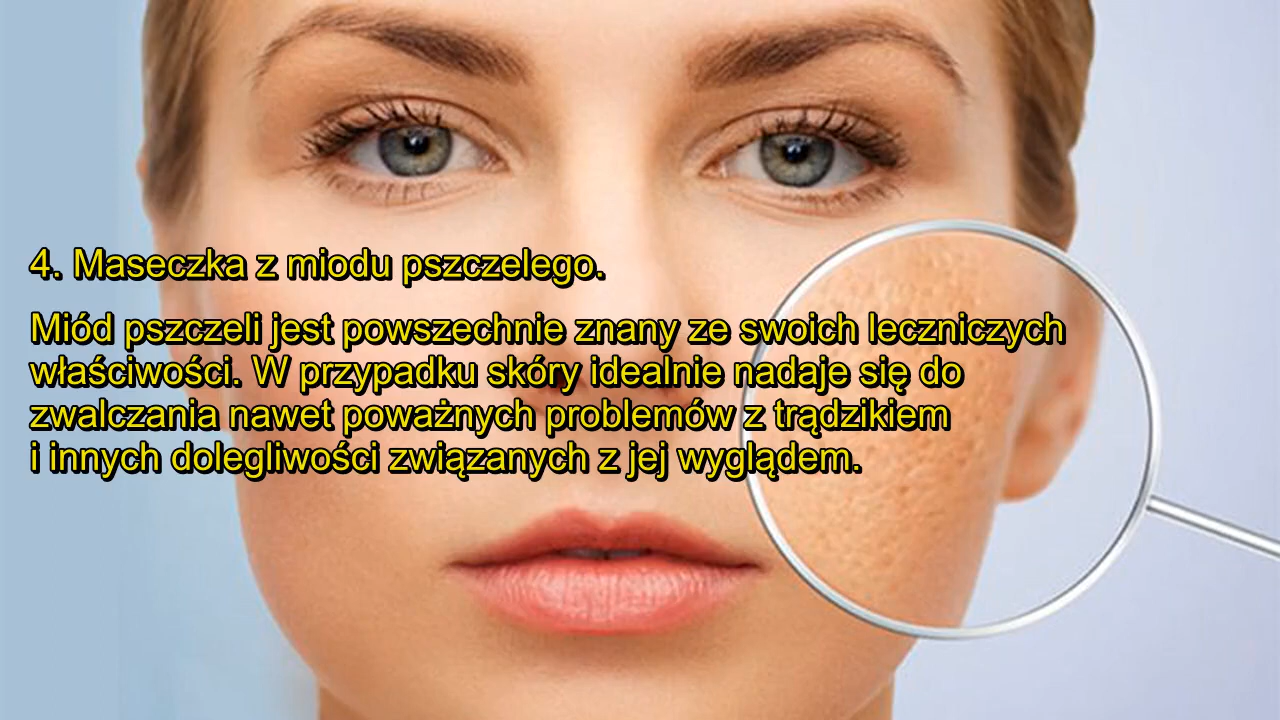 4. Maseczka z miodu pszczelego.
Miód pszczeli jest powszechnie znany ze swoich leczniczych
właściwości. W przypadku skóry idealnie nadaje się do
zwalczania nawet poważnych problemów z trądzikiem
i innych dolegliwości związanych z jej wyglądem.